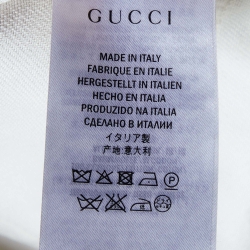 GUCCI
MADE IN ITALY
FABRIQUE EN ITALIE
HERGESTELLT IN ITALIEN
HECHO EN ITALIA
PRODUZIDO NA ITALIA
СДЕЛАНО В ИТАЛИИ
イタリア製
产地:意大利